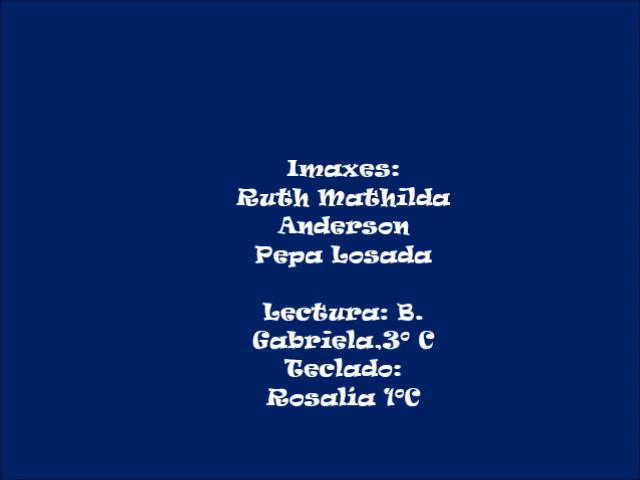 Imaxes:
Ruth Mathilda
Anderson
Pepa Losada
Lectura: B.
Gabriela,3º C
Teclado:
Rosalía 1ºC